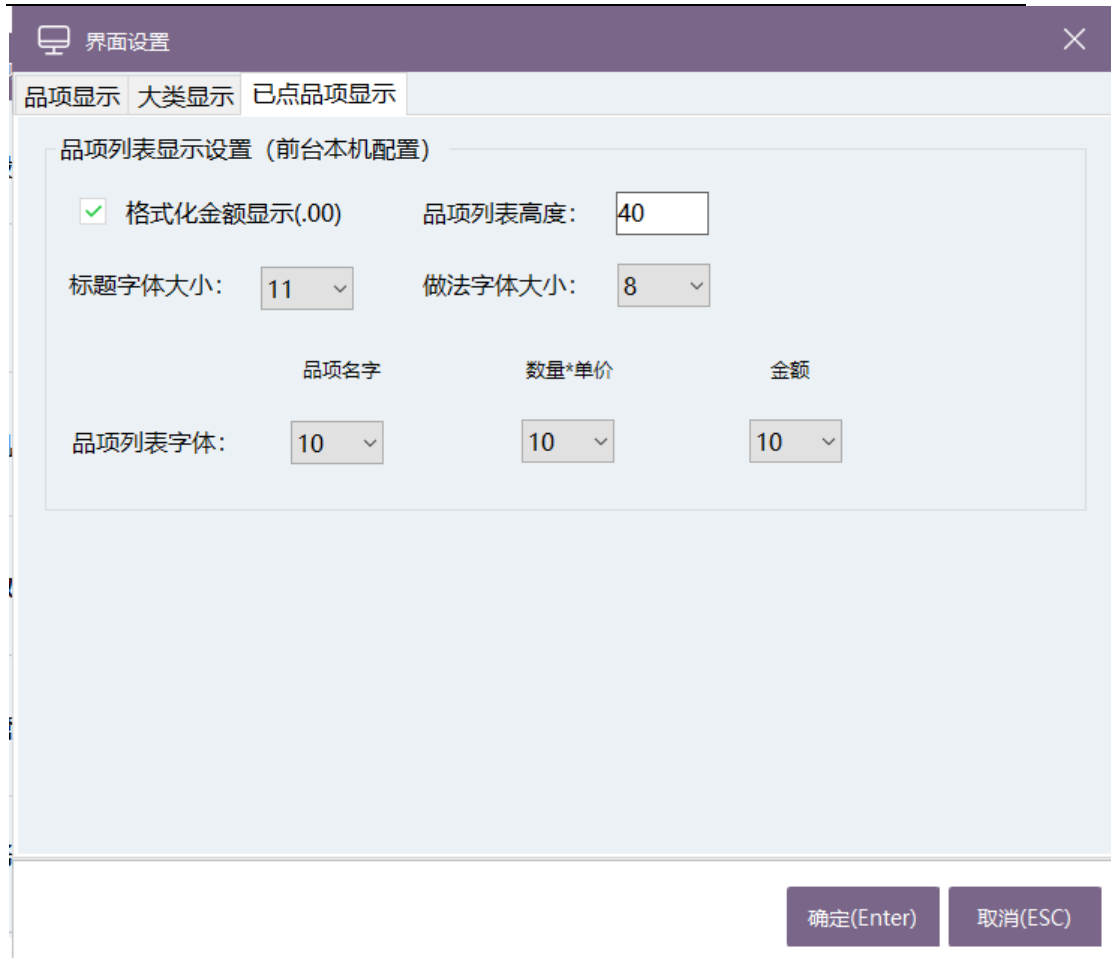 界面设置
品项显示 大类显示 已点品项显示
品项列表显示设置（前台本机配置）
格式化金额显示(.00) 品项列表高度： 40
标题字体大小： 11 做法字体大小： 8
品项名字 数量*单价 金额
品项列表字体： 10 10 10
确定(Enter) 取消(ESC)